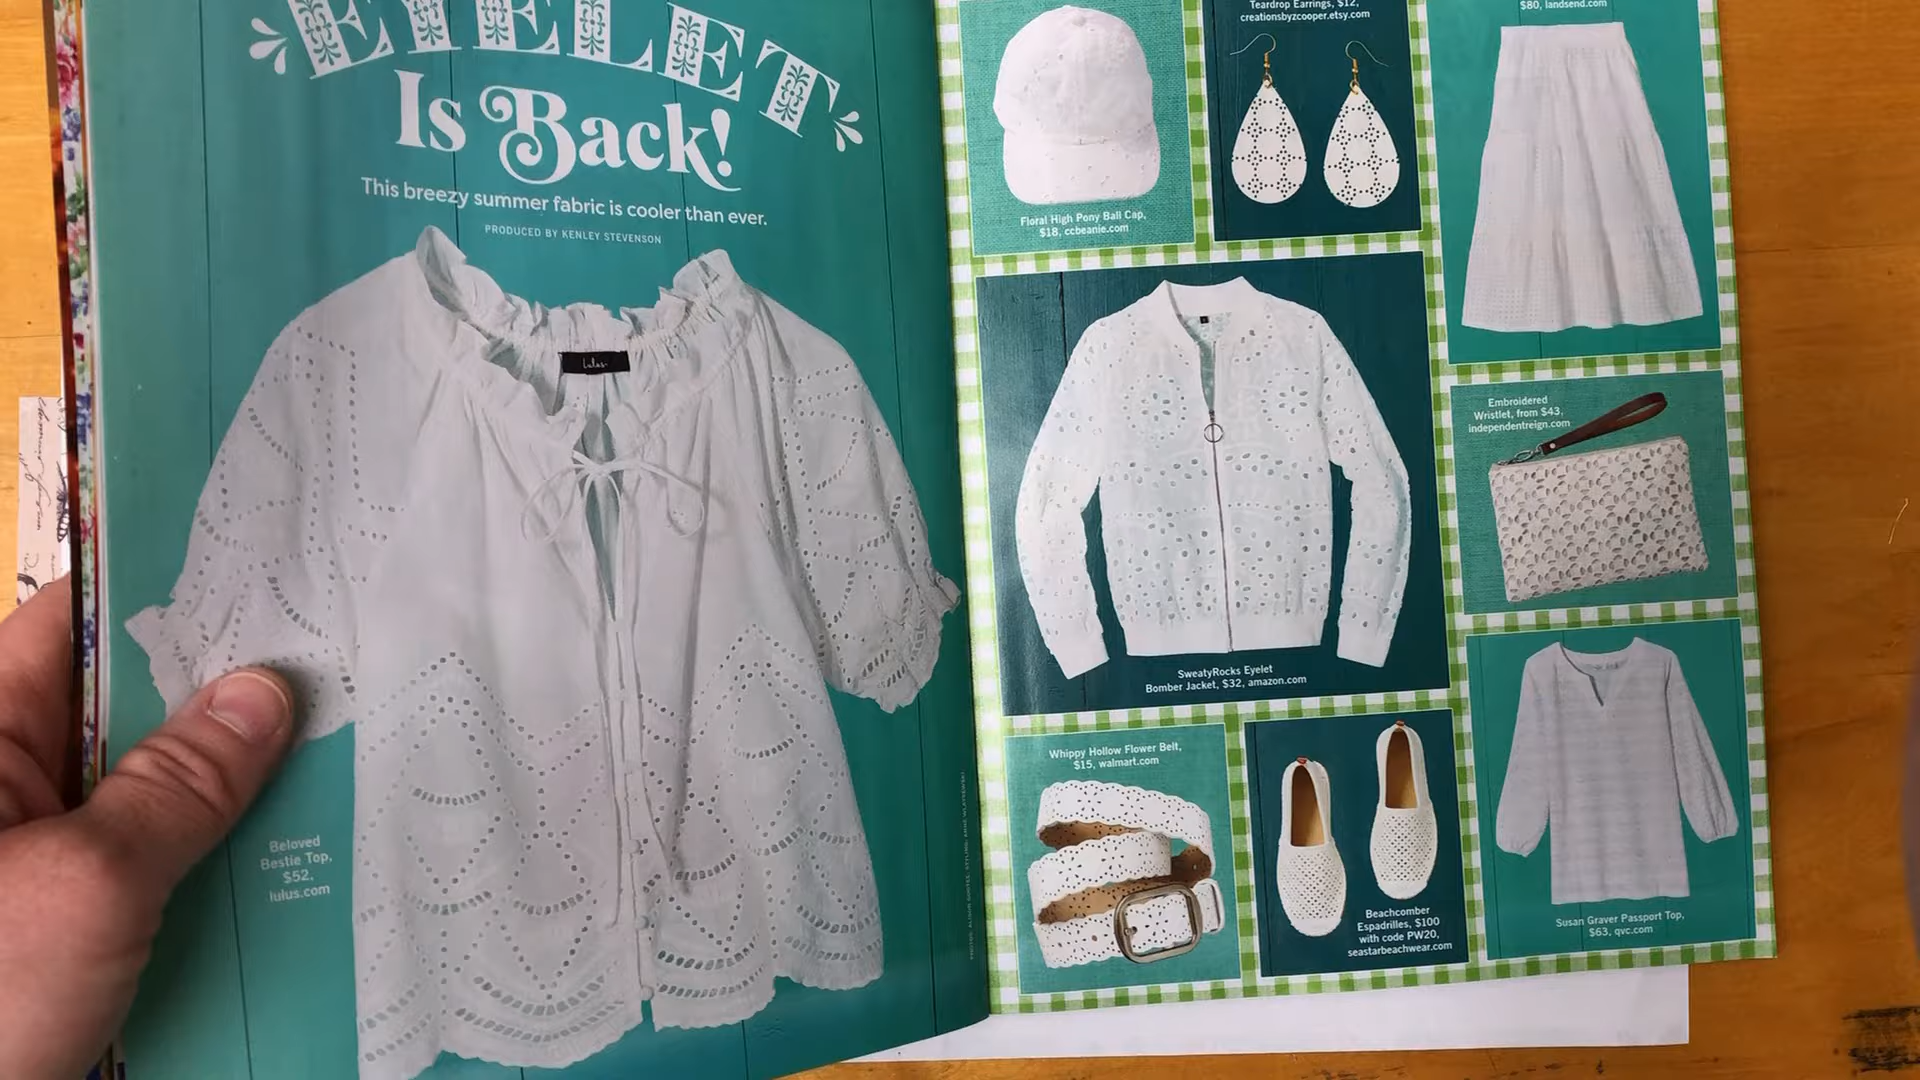 EYELET
Is Back!
This breezy summer fabric is cooler than ever.
PRODUCED BY KENLEY STEVENSON
Lulus
Beloved
Bestie Top,
$52,
lulus.com
Teardrop Earrings, $12,
creationsbyzcooper.etsy.com
$80, landsend.com
Floral High Pony Ball Cap,
$18, ccbeanie.com
Embroidered
Wristlet, from $43,
independentreign.com
SweatyRocks Eyelet
Bomber Jacket, $32, amazon.com
Whippy Hollow Flower Belt,
$15, walmart.com
Beachcomber
Espadrilles, $100
with code PW20,
seastarbeachwear.com
Susan Graver Passport Top,
$63, qvc.com